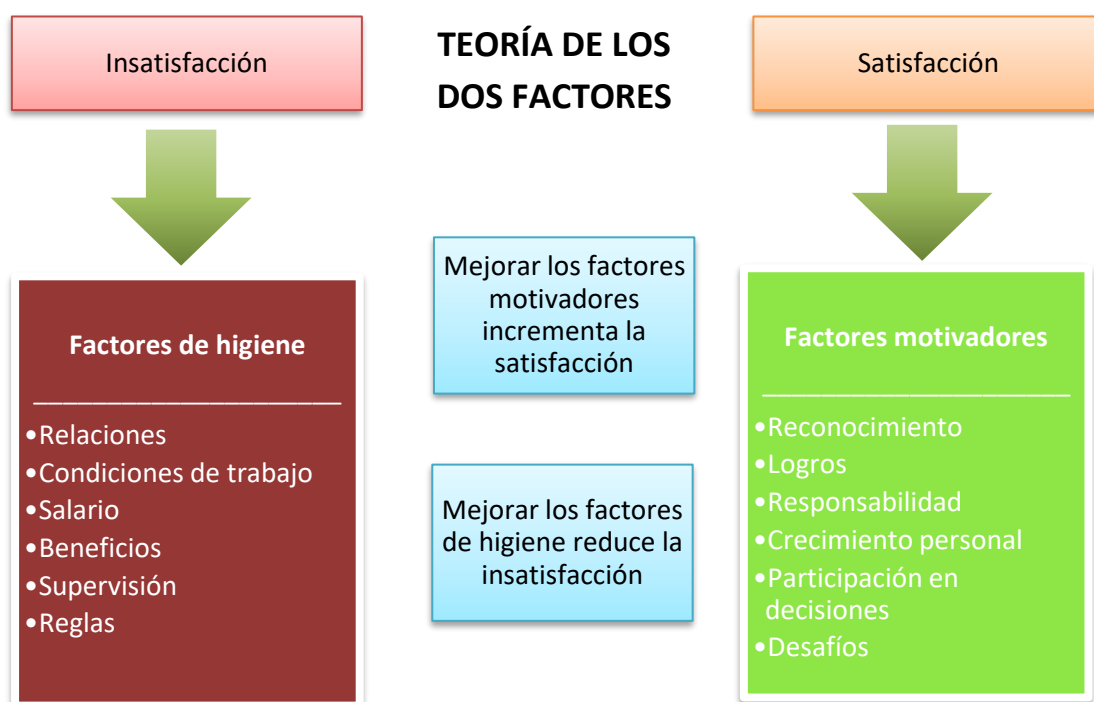 Insatisfacción
TEORÍA DE LOS
DOS FACTORES
Satisfacción
Mejorar los factores
motivadores
incrementa la
satisfacción
Mejorar los factores
de higiene reduce la
insatisfacción
Factores de higiene
•Relaciones
•Condiciones de trabajo
•Salario
•Beneficios
•Supervisión
•Reglas
Factores motivadores
•Reconocimiento
•Logros
•Responsabilidad
•Crecimiento personal
•Participación en
decisiones
•Desafíos